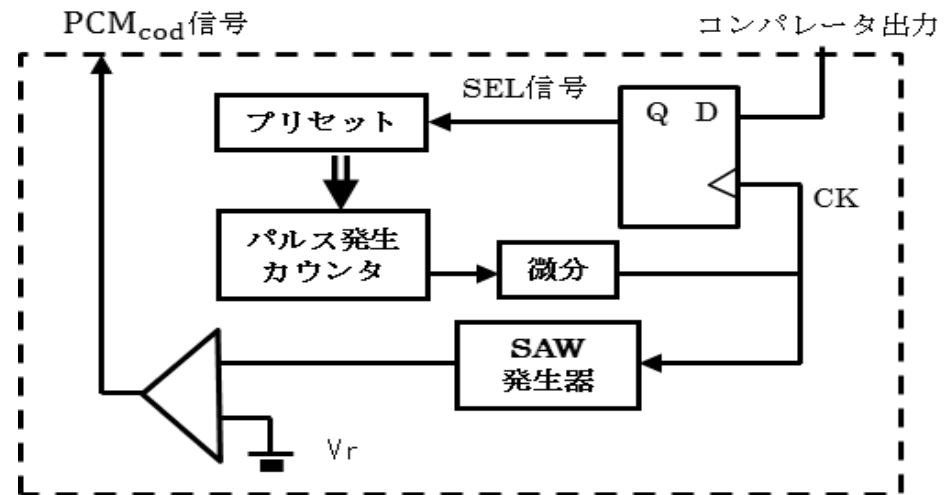 PCMcod信号
コンパレータ出力
SEL信号
プリセット
Q D
CK
パルス発生
カウンタ
微分
SAW
発生器
Vr